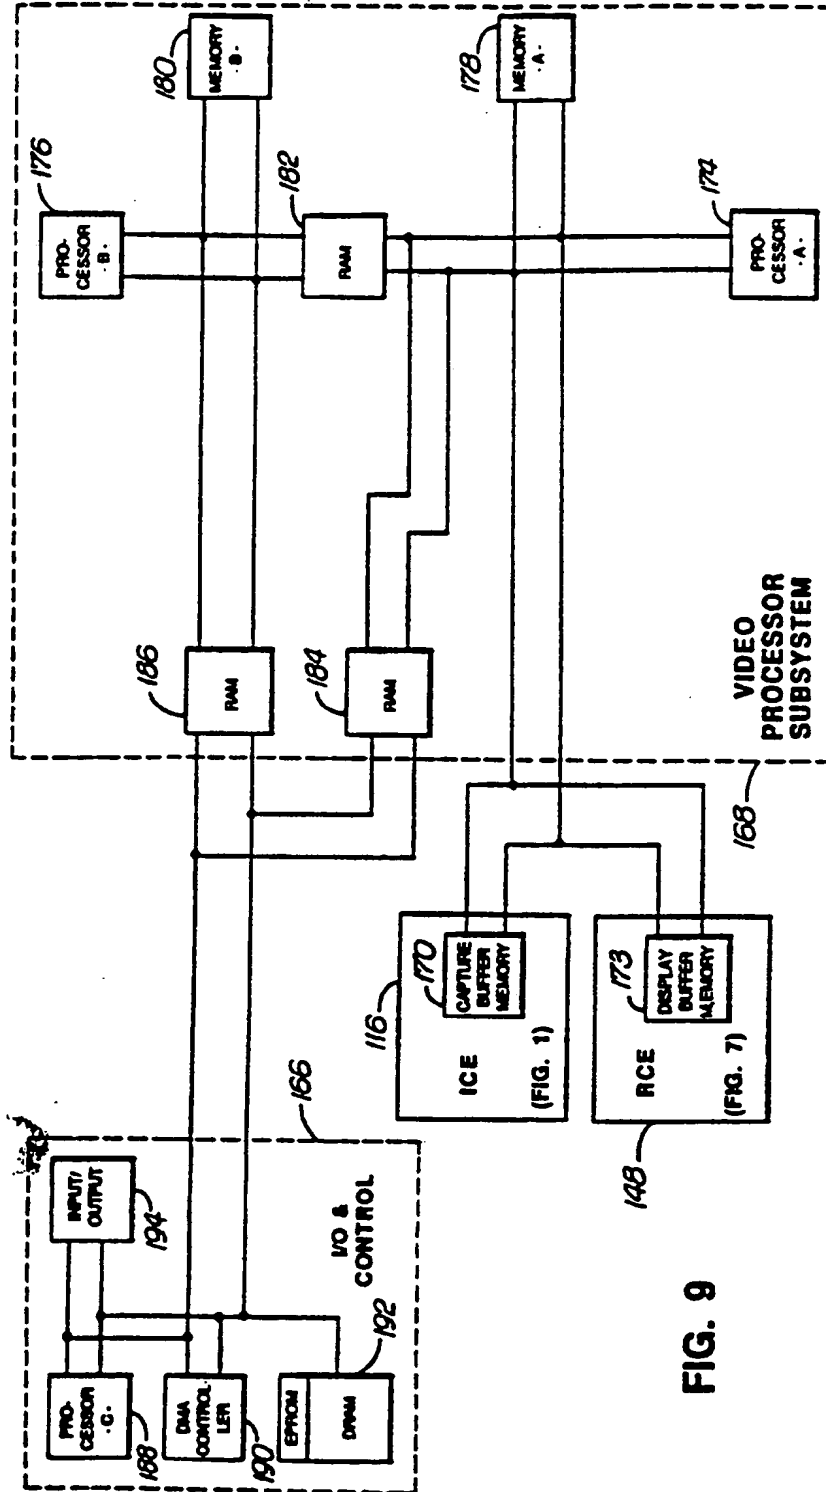 PRO-
CESSOR
-B-
176
MEMORY
-B-
180
RAM
182
MEMORY
-A-
178
PRO-
CESSOR
-A-
174
RAM
186
RAM
184
VIDEO
PROCESSOR
SUBSYSTEM
168
116
170
CAPTURE
BUFFER
MEMORY
ICE
(FIG. 1)
173
DISPLAY
BUFFER
MEMORY
RCE
(FIG. 7)
148
166
INPUT/
OUTPUT
194
I/O &
CONTROL
PRO-
CESSOR
-C-
188
DMA
CONTROL-
LER
190
EPROM
DRAM
192
FIG. 9